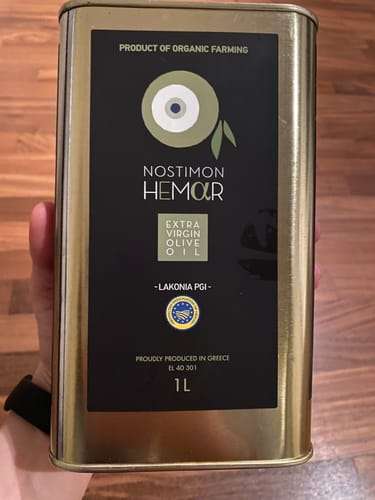 PRODUCT OF ORGANIC FARMING
NOSTIMON
HEMαR
EXTRA
VIRGIN
OLIVE
OIL
-LAKONIA PGI-
PROUDLY PRODUCED IN GREECE
EL 40 301
1L